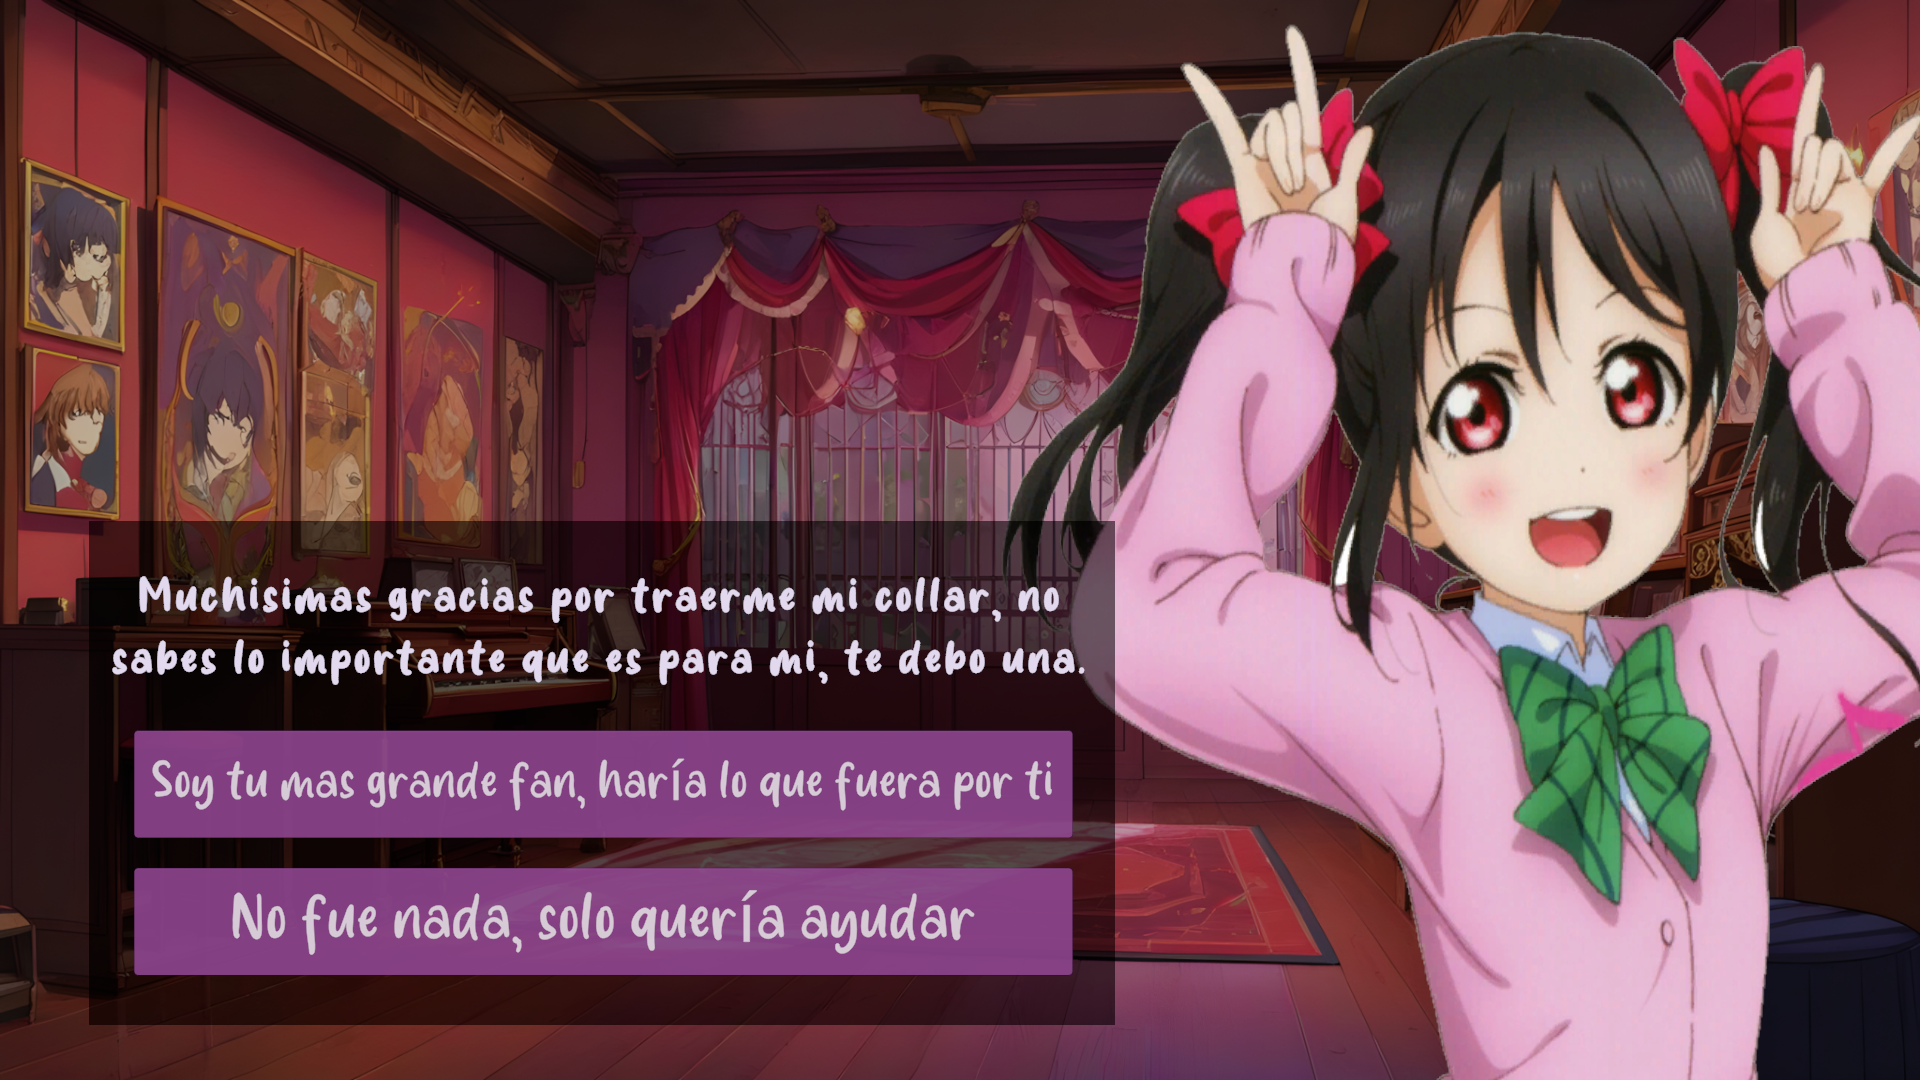 Muchisimas gracias por traerme mi collar, no
sabes lo importante que es para mi, te debo una.
Soy tu mas grande fan, haría lo que fuera por ti
No fue nada, solo quería ayudar